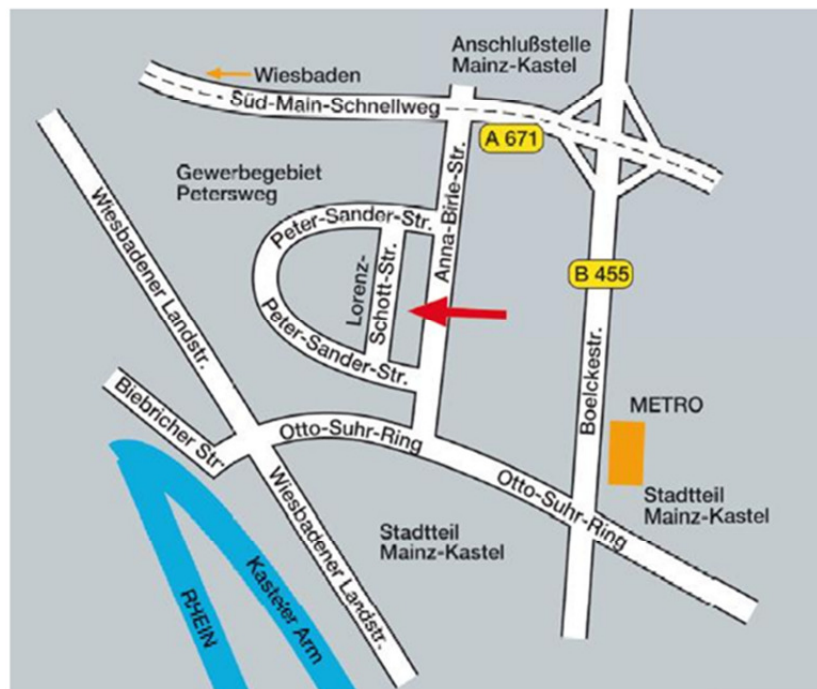 Anschlußstelle
Mainz-Kastel
Wiesbaden
Süd-Main-Schnellweg
A 671
Gewerbegebiet
Petersweg
Wiesbadener Landstr.
Peter-Sander-Str.
Anna-Birle-Str.
Lorenz-
Schott-Str.
B 455
Peter-Sander-Str.
Boelckestr.
METRO
Biebricher Str.
Otto-Suhr-Ring
Otto-Suhr-Ring
Stadtteil
Mainz-Kastel
Wiesbadener Landstr.
Stadtteil
Mainz-Kastel
Kasteier Arm
RHEIN